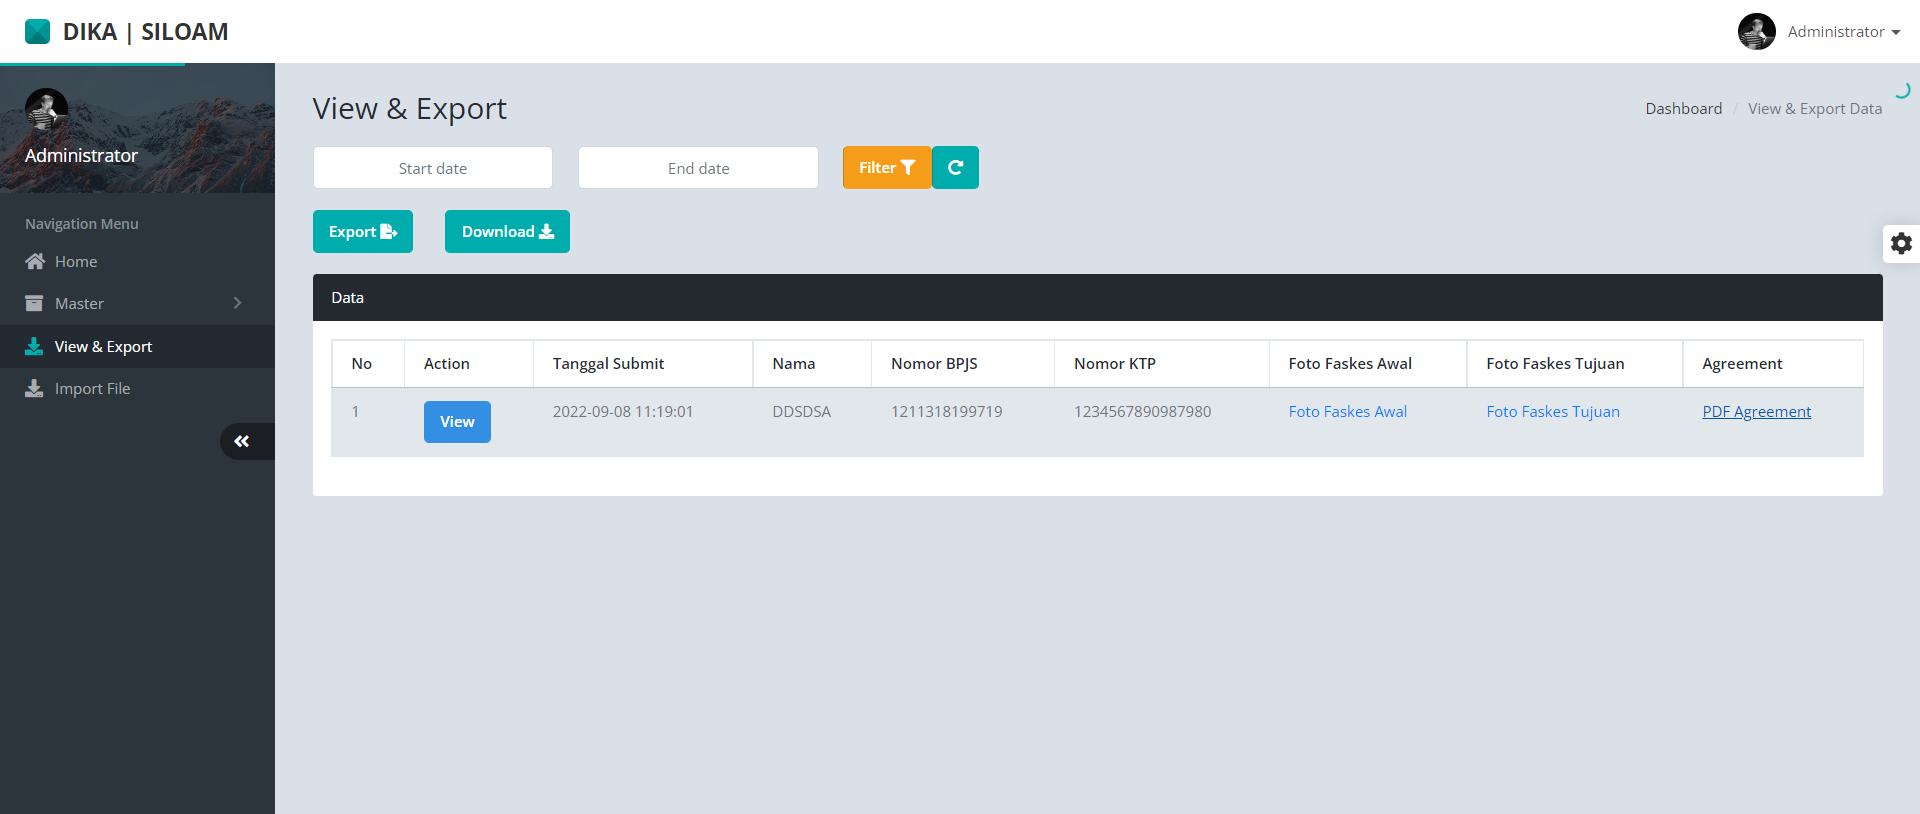 DIKA | SILOAM
Administrator
Administrator
Navigation Menu
Home
Master
View & Export
Import File
View & Export
Dashboard / View & Export Data
Start date End date Filter
Export Download
Data
No Action Tanggal Submit Nama Nomor BPJS Nomor KTP Foto Faskes Awal Foto Faskes Tujuan Agreement
1 View 2022-09-08 11:19:01 DDSDSA 1211318199719 1234567890987980 Foto Faskes Awal Foto Faskes Tujuan PDF Agreement